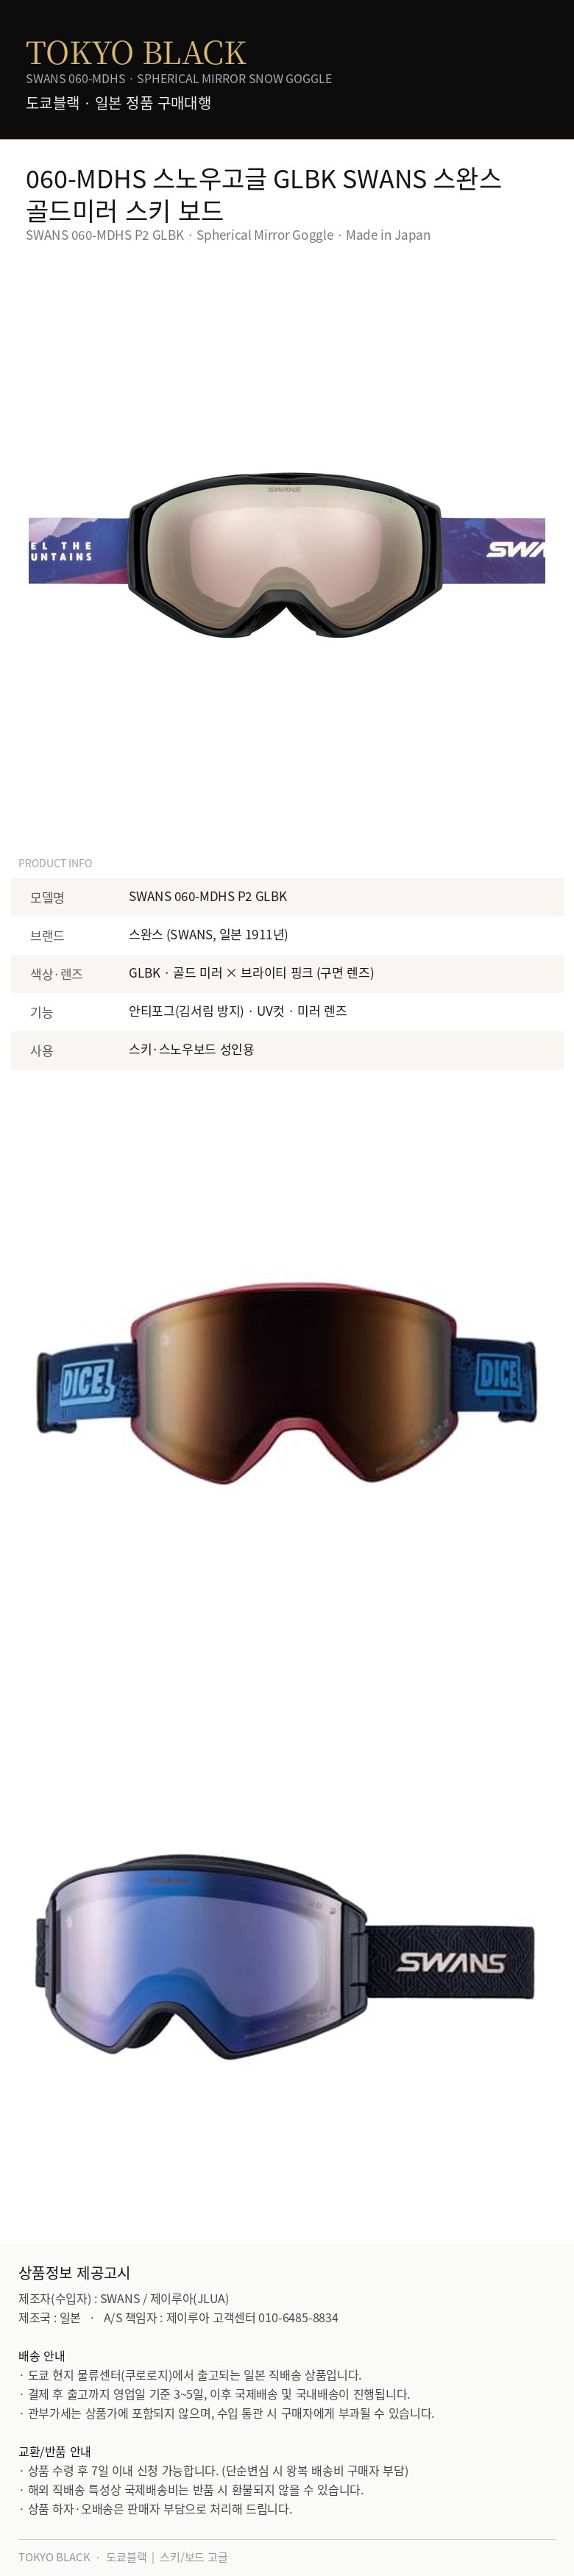 TOKYO BLACK
SWANS 060-MDHS · SPHERICAL MIRROR SNOW GOGGLE
도쿄블랙 · 일본 정품 구매대행
060-MDHS 스노우고글 GLBK SWANS 스완스
골드미러 스키 보드
SWANS 060-MDHS P2 GLBK · Spherical Mirror Goggle · Made in Japan
SWANS
EL THE
UNTAINS
SWA
PRODUCT INFO
모델명 SWANS 060-MDHS P2 GLBK
브랜드 스완스 (SWANS, 일본 1911년)
색상·렌즈 GLBK · 골드 미러 × 브라이티 핑크 (구면 렌즈)
기능 안티포그(김서림 방지) · UV컷 · 미러 렌즈
사용 스키·스노우보드 성인용
DICE
DICE
SWANS
상품정보 제공고시
제조자(수입자) : SWANS / 제이루아(JLUA)
제조국 : 일본 · A/S 책임자 : 제이루아 고객센터 010-6485-8834
배송 안내
· 도쿄 현지 물류센터(쿠로로지)에서 출고되는 일본 직배송 상품입니다.
· 결제 후 출고까지 영업일 기준 3~5일, 이후 국제배송 및 국내배송이 진행됩니다.
· 관부가세는 상품가에 포함되지 않으며, 수입 통관 시 구매자에게 부과될 수 있습니다.
교환/반품 안내
· 상품 수령 후 7일 이내 신청 가능합니다. (단순변심 시 왕복 배송비 구매자 부담)
· 해외 직배송 특성상 국제배송비는 반품 시 환불되지 않을 수 있습니다.
· 상품 하자·오배송은 판매자 부담으로 처리해 드립니다.
TOKYO BLACK · 도쿄블랙 | 스키/보드 고글